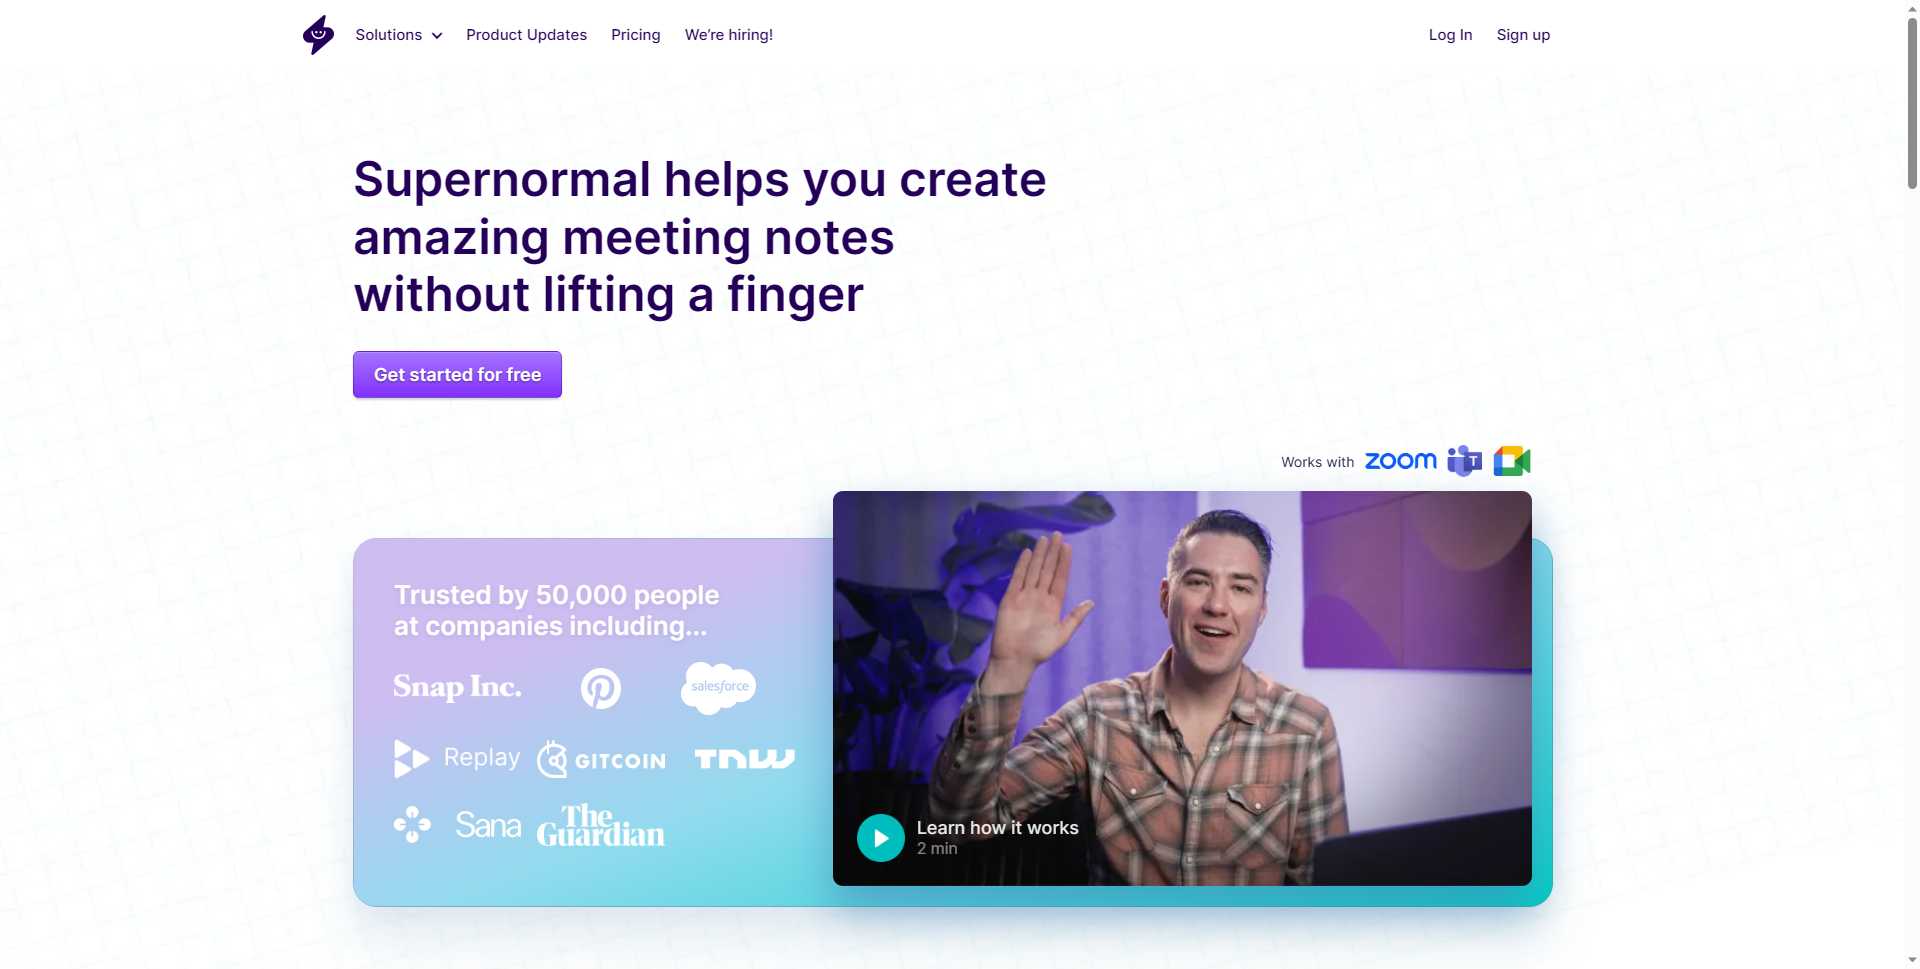 Solutions
Product Updates
Pricing
We're hiring!
Log In
Sign up
Supernormal helps you create
amazing meeting notes
without lifting a finger
Get started for free
Works with
zoom
T
Trusted by 50,000 people
at companies including...
Snap Inc.
salesforce
Replay
GITCOIN
TNW
Sana
The
Guardian
Learn how it works
2 min